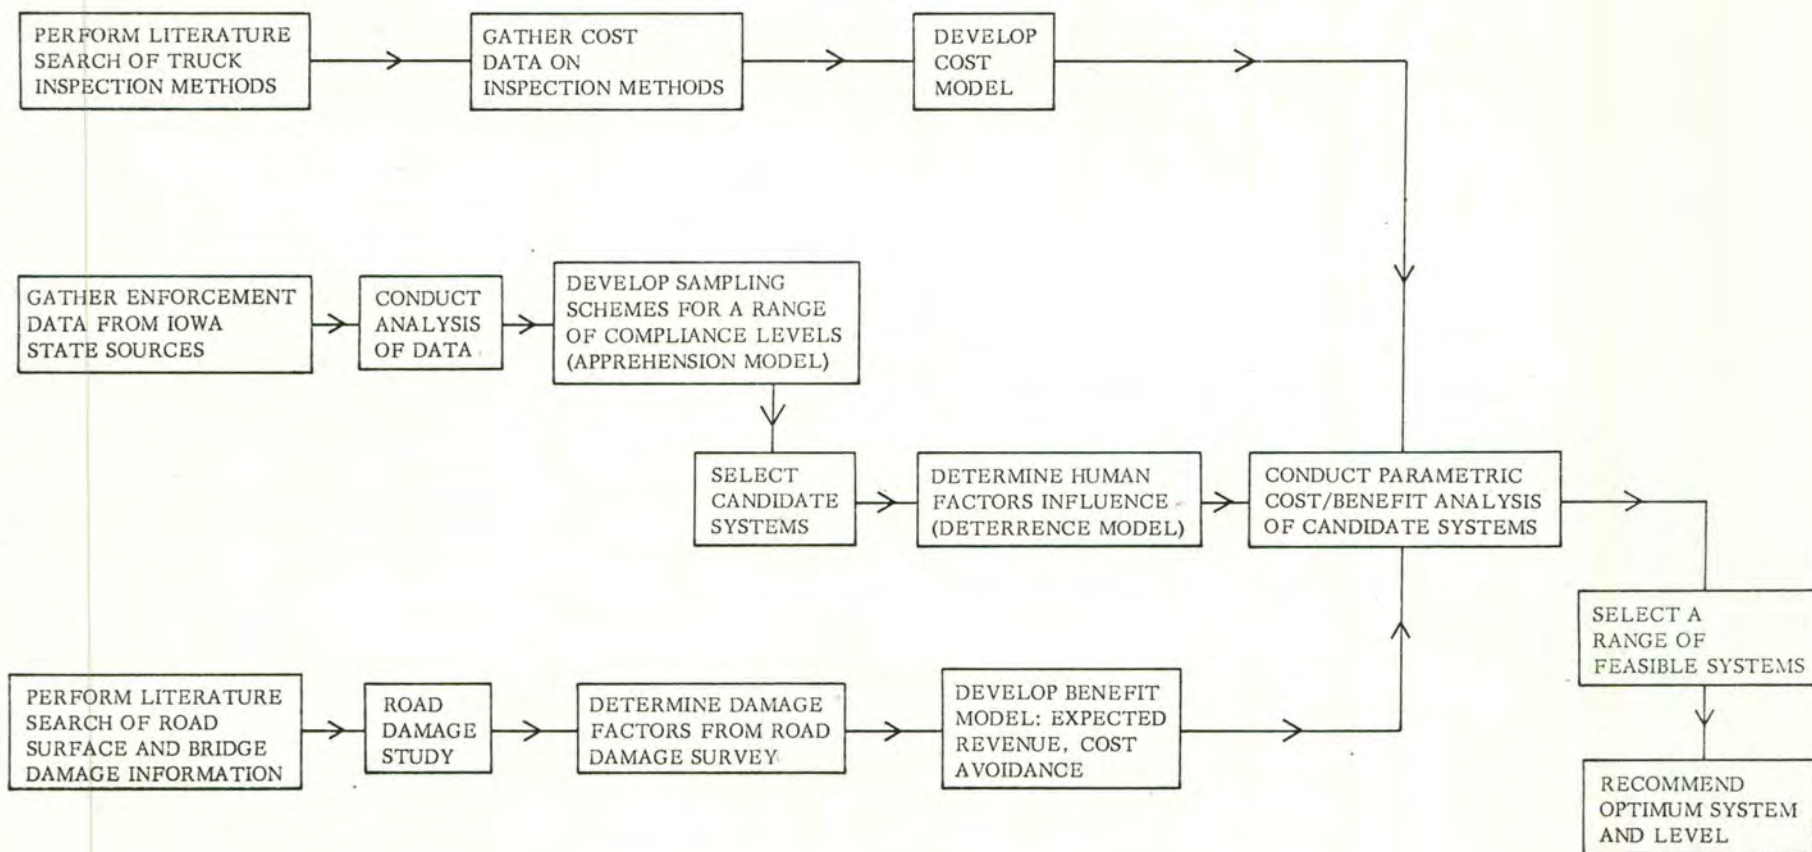 PERFORM LITERATURE
SEARCH OF TRUCK
INSPECTION METHODS
GATHER COST
DATA ON
INSPECTION METHODS
DEVELOP
COST
MODEL
GATHER ENFORCEMENT
DATA FROM IOWA
STATE SOURCES
CONDUCT
ANALYSIS
OF DATA
DEVELOP SAMPLING
SCHEMES FOR A RANGE
OF COMPLIANCE LEVELS
(APPREHENSION MODEL)
SELECT
CANDIDATE
SYSTEMS
DETERMINE HUMAN
FACTORS INFLUENCE
(DETERRENCE MODEL)
CONDUCT PARAMETRIC
COST/BENEFIT ANALYSIS
OF CANDIDATE SYSTEMS
PERFORM LITERATURE
SEARCH OF ROAD
SURFACE AND BRIDGE
DAMAGE INFORMATION
ROAD
DAMAGE
STUDY
DETERMINE DAMAGE
FACTORS FROM ROAD
DAMAGE SURVEY
DEVELOP BENEFIT
MODEL: EXPECTED
REVENUE, COST
AVOIDANCE
SELECT A
RANGE OF
FEASIBLE SYSTEMS
RECOMMEND
OPTIMUM SYSTEM
AND LEVEL